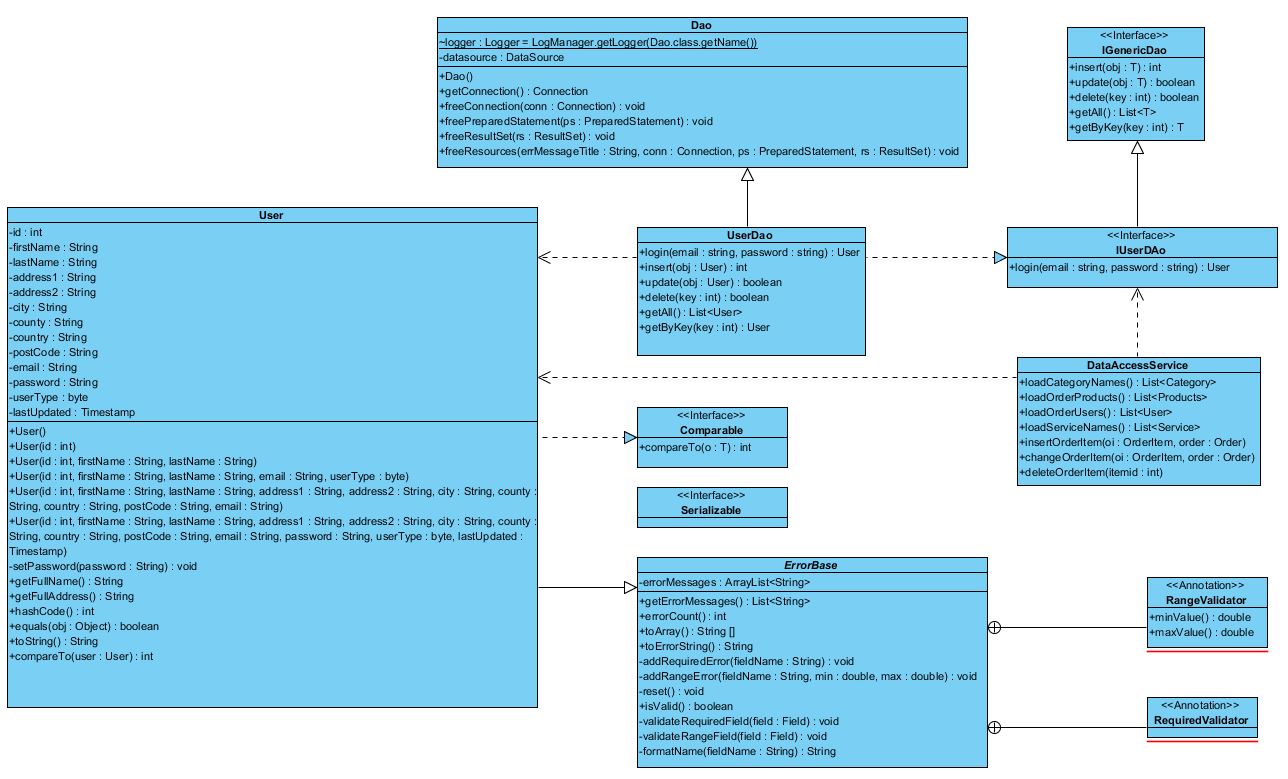 Dao
~logger : Logger = LogManager.getLogger(Dao.class.getName())
-datasource : DataSource
+Dao()
+getConnection() : Connection
+freeConnection(conn : Connection) : void
+freePreparedStatement(ps : PreparedStatement) : void
+freeResultSet(rs : ResultSet) : void
+freeResources(errMessageTitle : String, conn : Connection, ps : PreparedStatement, rs : ResultSet) : void
<<Interface>>
IGenericDao
+insert(obj : T) : int
+update(obj : T) : boolean
+delete(key : int) : boolean
+getAll() : List<T>
+getByKey(key : int) : T
User
-id : int
-firstName : String
-lastName : String
-address1 : String
-address2 : String
-city : String
-county : String
-country : String
-postCode : String
-email : String
-password : String
-userType : byte
-lastUpdated : Timestamp
+User()
+User(id : int)
+User(id : int, firstName : String, lastName : String)
+User(id : int, firstName : String, lastName : String, email : String, userType : byte)
+User(id : int, firstName : String, lastName : String, address1 : String, address2 : String, city : String, county :
String, country : String, postCode : String, email : String)
+User(id : int, firstName : String, lastName : String, address1 : String, address2 : String, city : String, county :
String, country : String, postCode : String, email : String, password : String, userType : byte, lastUpdated :
Timestamp)
-setPassword(password : String) : void
+getFullName() : String
+getFullAddress() : String
+hashCode() : int
+equals(obj : Object) : boolean
+toString() : String
+compareTo(user : User) : int
UserDao
+login(email : string, password : string) : User
+insert(obj : User) : int
+update(obj : User) : boolean
+delete(key : int) : boolean
+getAll() : List<User>
+getByKey(key : int) : User
<<Interface>>
IUserDAo
+login(email : string, password : string) : User
DataAccessService
+loadCategoryNames() : List<Category>
+loadOrderProducts() : List<Products>
+loadOrderUsers() : List<User>
+loadServiceNames() : List<Service>
+insertOrderItem(oi : OrderItem, order : Order)
+changeOrderItem(oi : OrderItem, order : Order)
+deleteOrderItem(itemid : int)
<<Interface>>
Comparable
+compareTo(o : T) : int
<<Interface>>
Serializable
ErrorBase
-errorMessages : ArrayList<String>
+getErrorMessages() : List<String>
+errorCount() : int
+toArray() : String []
+toErrorString() : String
-addRequiredError(fieldName : String) : void
-addRangeError(fieldName : String, min : double, max : double) : void
-reset() : void
+isValid() : boolean
-validateRequiredField(field : Field) : void
-validateRangeField(field : Field) : void
-formatName(fieldName : String) : String
<<Annotation>>
RangeValidator
+minValue() : double
+maxValue() : double
<<Annotation>>
RequiredValidator